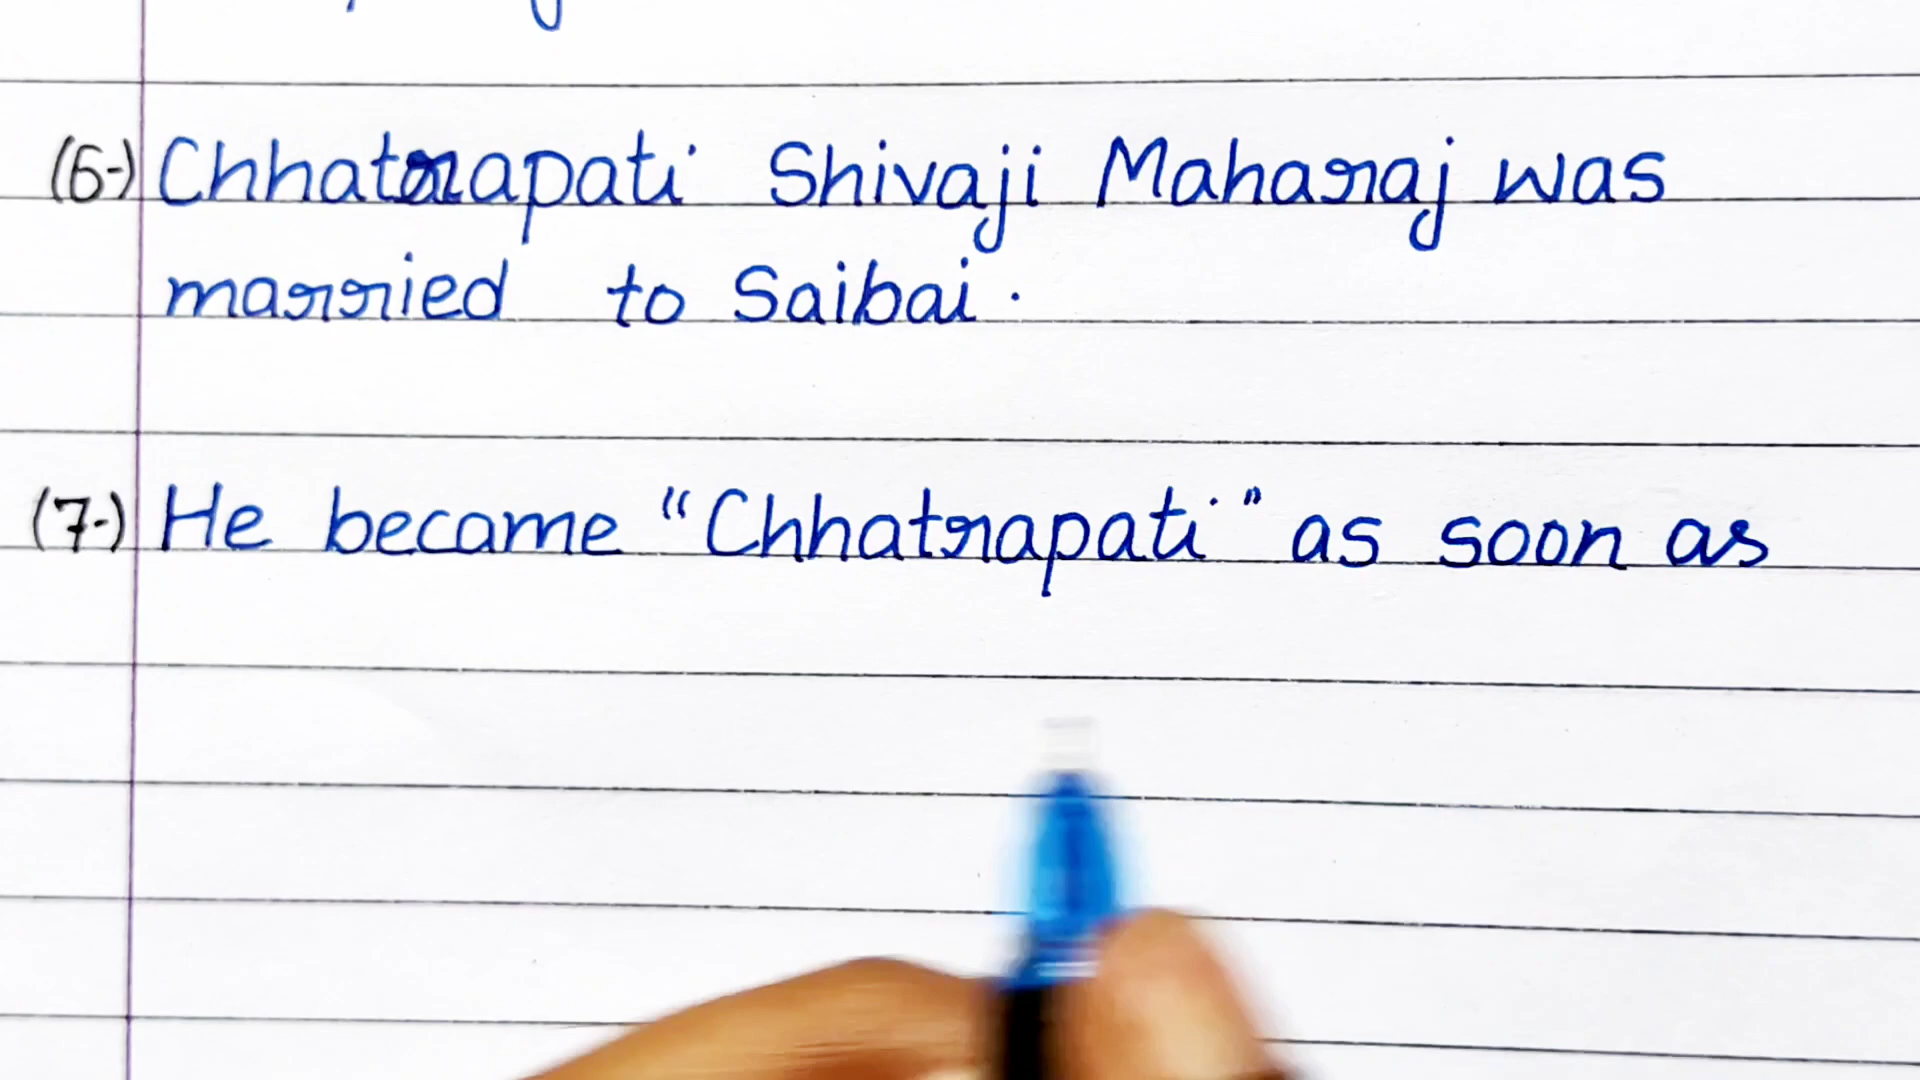 (6-) Chhatrapati Shivaji Maharaj was
married to Saibai.
(7-) He became "Chhatrapati" as soon as